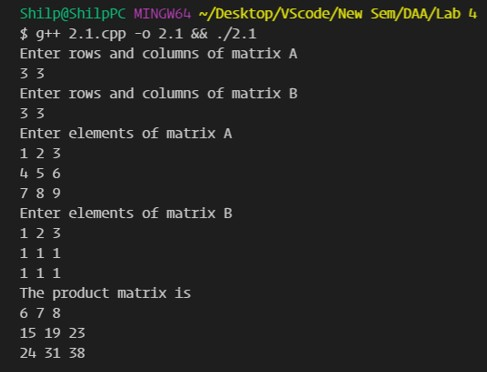 Shilp@ShilpPC MINGW64 ~/Desktop/VScode/New Sem/DAA/Lab 4
$ g++ 2.1.cpp -o 2.1 && ./2.1
Enter rows and columns of matrix A
3 3
Enter rows and columns of matrix B
3 3
Enter elements of matrix A
1 2 3
4 5 6
7 8 9
Enter elements of matrix B
1 2 3
1 1 1
1 1 1
The product matrix is
6 7 8
15 19 23
24 31 38